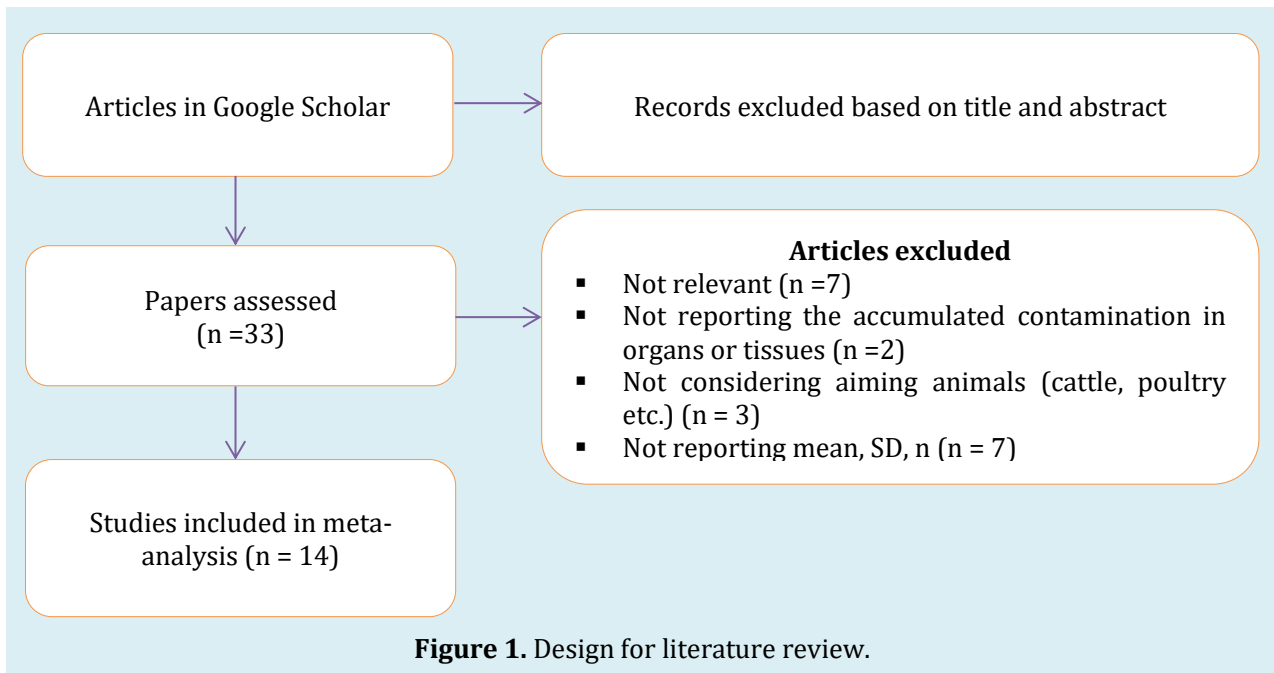 Articles in Google Scholar
Records excluded based on title and abstract
Papers assessed
(n =33)
Articles excluded
▪ Not relevant (n =7)
▪ Not reporting the accumulated contamination in
organs or tissues (n =2)
▪ Not considering aiming animals (cattle, poultry
etc.) (n = 3)
▪ Not reporting mean, SD, n (n = 7)
Studies included in meta-
analysis (n = 14)
Figure 1. Design for literature review.